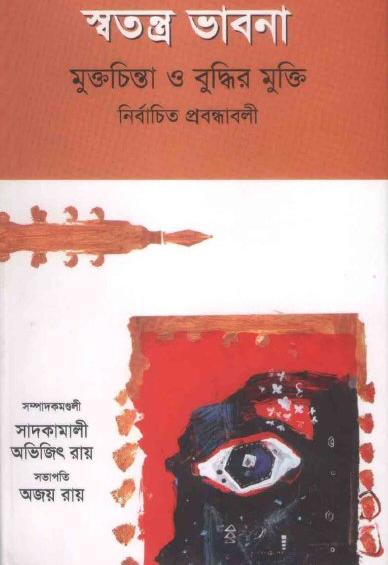 স্বতন্ত্র ভাবনা
মুক্তচিন্তা ও বুদ্ধির মুক্তি
নির্বাচিত প্রবন্ধাবলী
সম্পাদকমণ্ডলী
সাদকামালী
অভিজিৎ রায়
সভাপতি
অজয় রায়